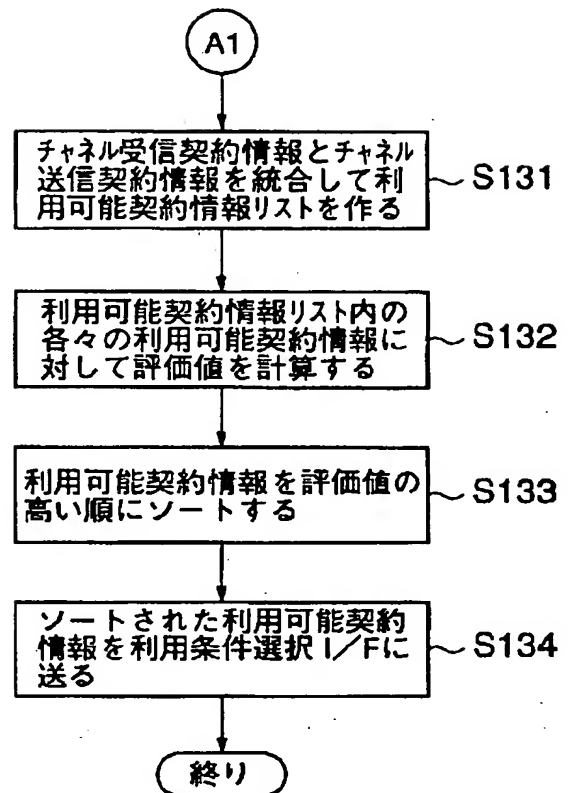 A1
チャネル受信契約情報とチャネル
送信契約情報を統合して利
用可能契約情報リストを作る
S131
利用可能契約情報リスト内の
各々の利用可能契約情報に
対して評価値を計算する
S132
利用可能契約情報を評価値の
高い順にソートする
S133
ソートされた利用可能契約
情報を利用条件選択I/Fに
送る
S134
終り